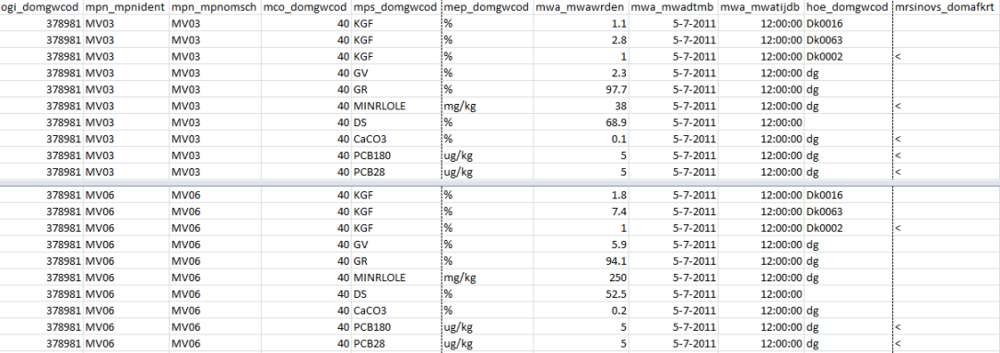 ogi_domgwcod mpn_mpnident mpn_mpnomsch mco_domgwcod mps_domgwcod mep_domgwcod mwa_mwawrden mwa_mwadtmb mwa_mwatijdb hoe_domgwcod mrsinovs_domafkrt
378981 MV03 MV03 40 KGF % 1.1 5-7-2011 12:00:00 Dk0016
378981 MV03 MV03 40 KGF % 2.8 5-7-2011 12:00:00 Dk0063
378981 MV03 MV03 40 KGF % 1 5-7-2011 12:00:00 Dk0002 <
378981 MV03 MV03 40 GV % 2.3 5-7-2011 12:00:00 dg
378981 MV03 MV03 40 GR % 97.7 5-7-2011 12:00:00 dg
378981 MV03 MV03 40 MINRLOLE mg/kg 38 5-7-2011 12:00:00 dg <
378981 MV03 MV03 40 DS % 68.9 5-7-2011 12:00:00
378981 MV03 MV03 40 CaCO3 % 0.1 5-7-2011 12:00:00 dg <
378981 MV03 MV03 40 PCB180 ug/kg 5 5-7-2011 12:00:00 dg <
378981 MV03 MV03 40 PCB28 ug/kg 5 5-7-2011 12:00:00 dg <
378981 MV06 MV06 40 KGF % 1.8 5-7-2011 12:00:00 Dk0016
378981 MV06 MV06 40 KGF % 7.4 5-7-2011 12:00:00 Dk0063
378981 MV06 MV06 40 KGF % 1 5-7-2011 12:00:00 Dk0002 <
378981 MV06 MV06 40 GV % 5.9 5-7-2011 12:00:00 dg
378981 MV06 MV06 40 GR % 94.1 5-7-2011 12:00:00 dg
378981 MV06 MV06 40 MINRLOLE mg/kg 250 5-7-2011 12:00:00 dg
378981 MV06 MV06 40 DS % 52.5 5-7-2011 12:00:00
378981 MV06 MV06 40 CaCO3 % 0.2 5-7-2011 12:00:00 dg
378981 MV06 MV06 40 PCB180 ug/kg 5 5-7-2011 12:00:00 dg <
378981 MV06 MV06 40 PCB28 ug/kg 5 5-7-2011 12:00:00 dg <